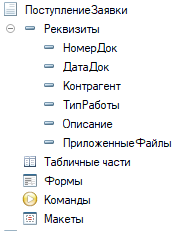 ПоступлениеЗаявки
Реквизиты
НомерДок
ДатаДок
Контрагент
ТипРаботы
Описание
ПриложенныеФайлы
Табличные части
Формы
Команды
Макеты